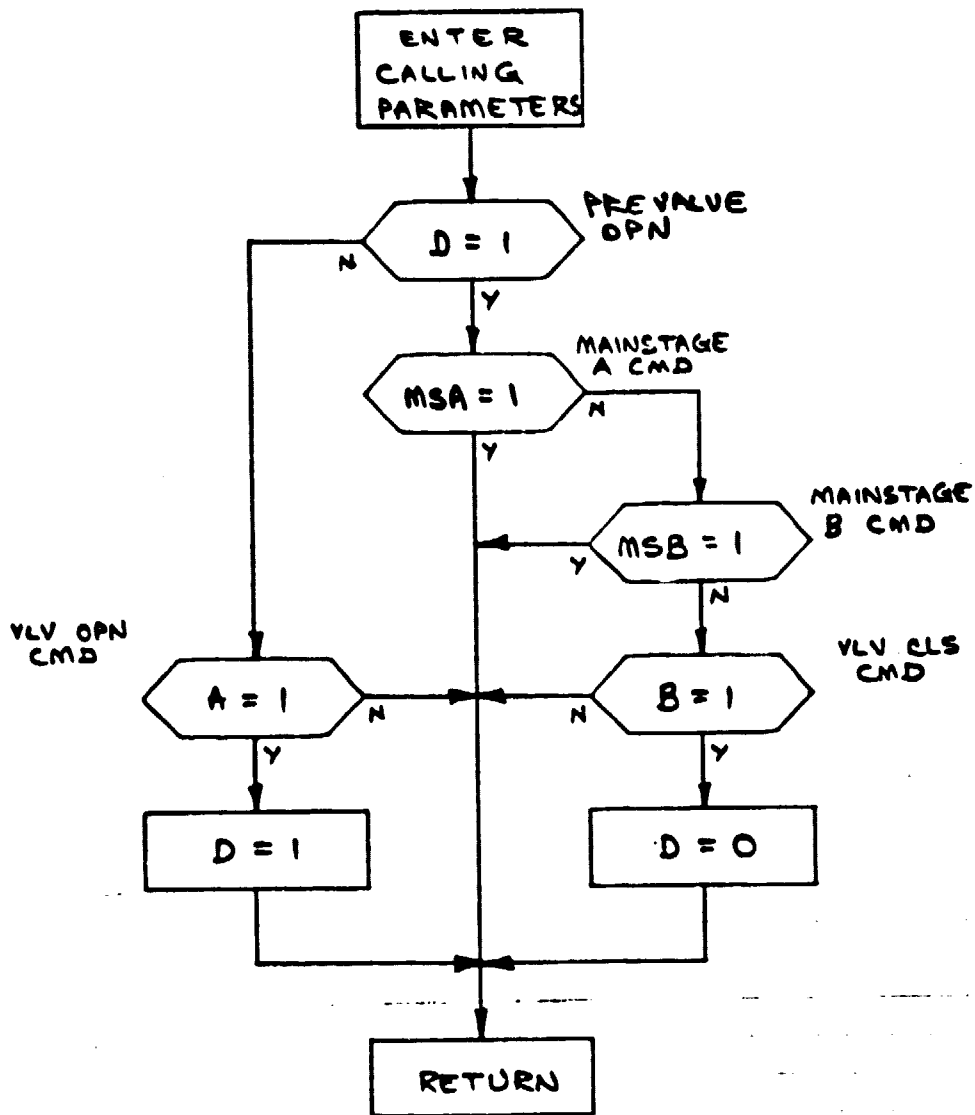 ENTER
CALLING
PARAMETERS
PREVALUE
OPN
D = 1
N
Y
MAINSTAGE
A CMD
MSA = 1
N
Y
MAINSTAGE
B CMD
MSB = 1
Y
N
VLV OPN
CMD
A = 1
N
Y
VLV CLS
CMD
B = 1
N
Y
D = 1
D = 0
RETURN